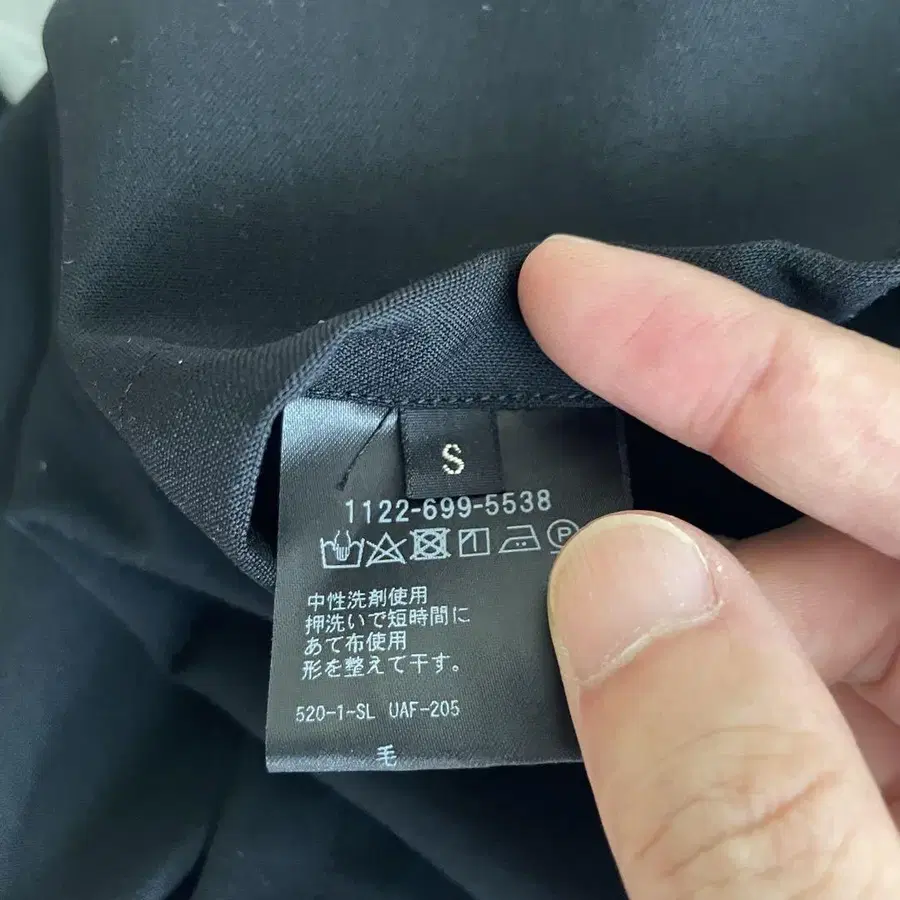 S
1122-699-5538
P
中性洗剤使用
押洗いで短時間に
あて布使用
形を整えて干す。
520-1-SL UAF-205
毛